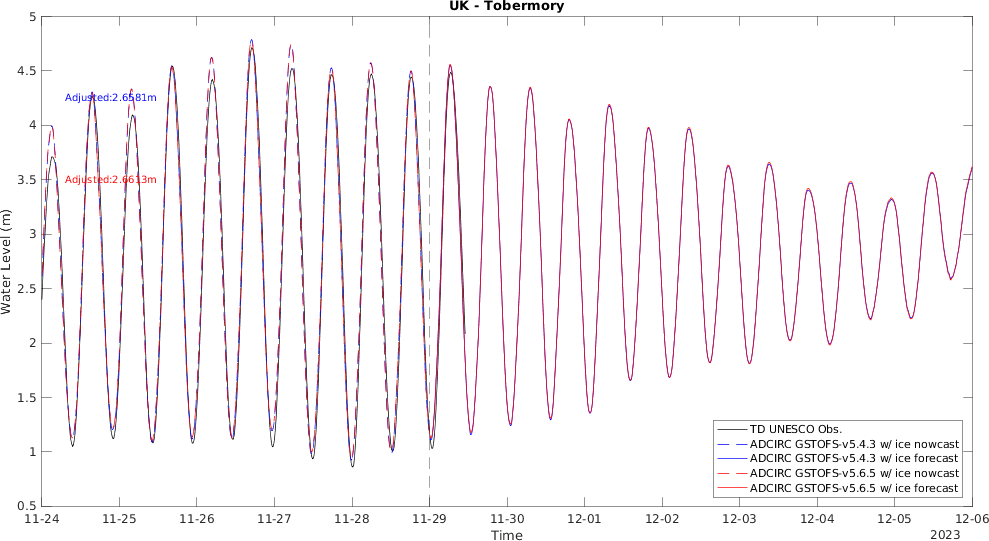 UK - Tobermory
5
4.5
4
3.5
3
2.5
2
1.5
1
0.5
Water Level (m)
Adjusted:2.6581m
Adjusted:2.6613m
TD UNESCO Obs.
ADCIRC GSTOFS-v5.4.3 w/ ice nowcast
ADCIRC GSTOFS-v5.4.3 w/ ice forecast
ADCIRC GSTOFS-v5.6.5 w/ ice nowcast
ADCIRC GSTOFS-v5.6.5 w/ ice forecast
11-24 11-25 11-26 11-27 11-28 11-29 11-30 12-01 12-02 12-03 12-04 12-05 12-06
Time
2023